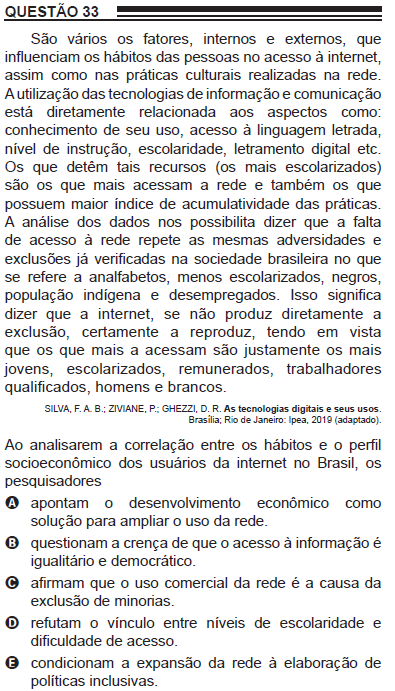 QUESTÃO 33
São vários os fatores, internos e externos, que
influenciam os hábitos das pessoas no acesso à internet,
assim como nas práticas culturais realizadas na rede.
A utilização das tecnologias de informação e comunicação
está diretamente relacionada aos aspectos como:
conhecimento de seu uso, acesso à linguagem letrada,
nível de instrução, escolaridade, letramento digital etc.
Os que detêm tais recursos (os mais escolarizados)
são os que mais acessam a rede e também os que
possuem maior índice de acumulatividade das práticas.
A análise dos dados nos possibilita dizer que a falta
de acesso à rede repete as mesmas adversidades e
exclusões já verificadas na sociedade brasileira no que
se refere a analfabetos, menos escolarizados, negros,
população indígena e desempregados. Isso significa
dizer que a internet, se não produz diretamente a
exclusão, certamente a reproduz, tendo em vista
que os que mais a acessam são justamente os mais
jovens, escolarizados, remunerados, trabalhadores
qualificados, homens e brancos.
SILVA, F. A. B.; ZIVIANE, P.; GHEZZI, D. R. As tecnologias digitais e seus usos.
Brasília; Rio de Janeiro: Ipea, 2019 (adaptado).
Ao analisarem a correlação entre os hábitos e o perfil
socioeconômico dos usuários da internet no Brasil, os
pesquisadores
A apontam o desenvolvimento econômico como
solução para ampliar o uso da rede.
B questionam a crença de que o acesso à informação é
igualitário e democrático.
C afirmam que o uso comercial da rede é a causa da
exclusão de minorias.
D refutam o vínculo entre níveis de escolaridade e
dificuldade de acesso.
E condicionam a expansão da rede à elaboração de
políticas inclusivas.